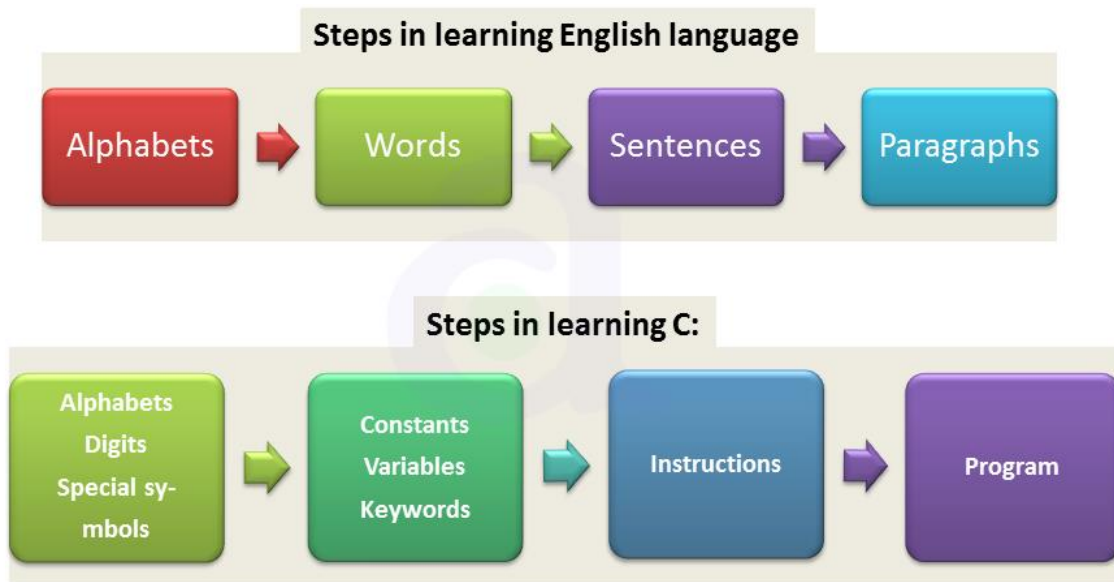 Steps in learning English language
Alphabets
Words
Sentences
Paragraphs
Steps in learning C:
Alphabets
Digits
Special sy-
mbols
Constants
Variables
Keywords
Instructions
Program